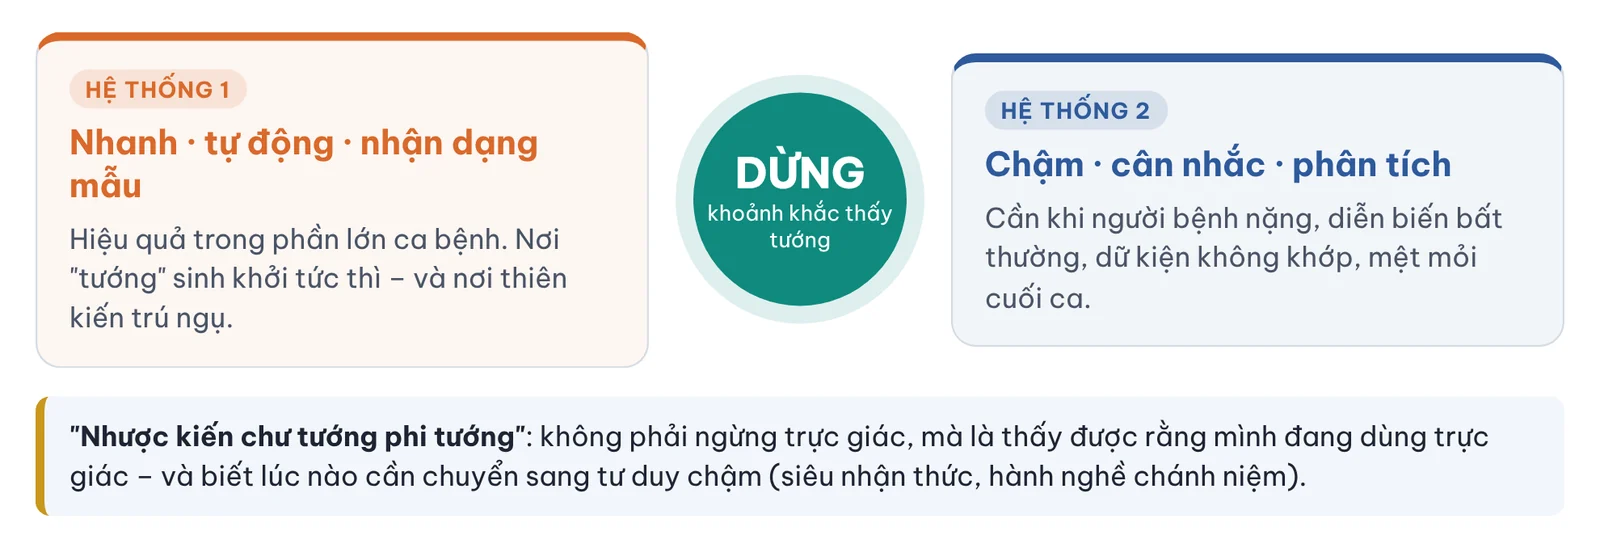 HỆ THỐNG 1
Nhanh · tự động · nhận dạng
mẫu
Hiệu quả trong phần lớn ca bệnh. Nơi
"tướng" sinh khởi tức thì – và nơi thiên
kiến trú ngụ.
DỪNG
khoảnh khắc thấy
tướng
HỆ THỐNG 2
Chậm · cân nhắc · phân tích
Cần khi người bệnh nặng, diễn biến bất
thường, dữ kiện không khớp, mệt mỏi
cuối ca.
"Nhược kiến chư tướng phi tướng": không phải ngừng trực giác, mà là thấy được rằng mình đang dùng trực
giác – và biết lúc nào cần chuyển sang tư duy chậm (siêu nhận thức, hành nghề chánh niệm).